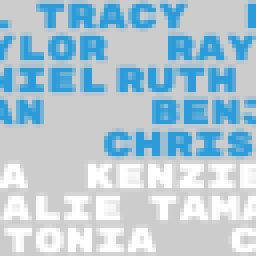 L TRACY
YLOR RAY
NIEL RUTH
AN BENJ
CHRIS
A KENZIE
ALIE TAMA
TONIA C